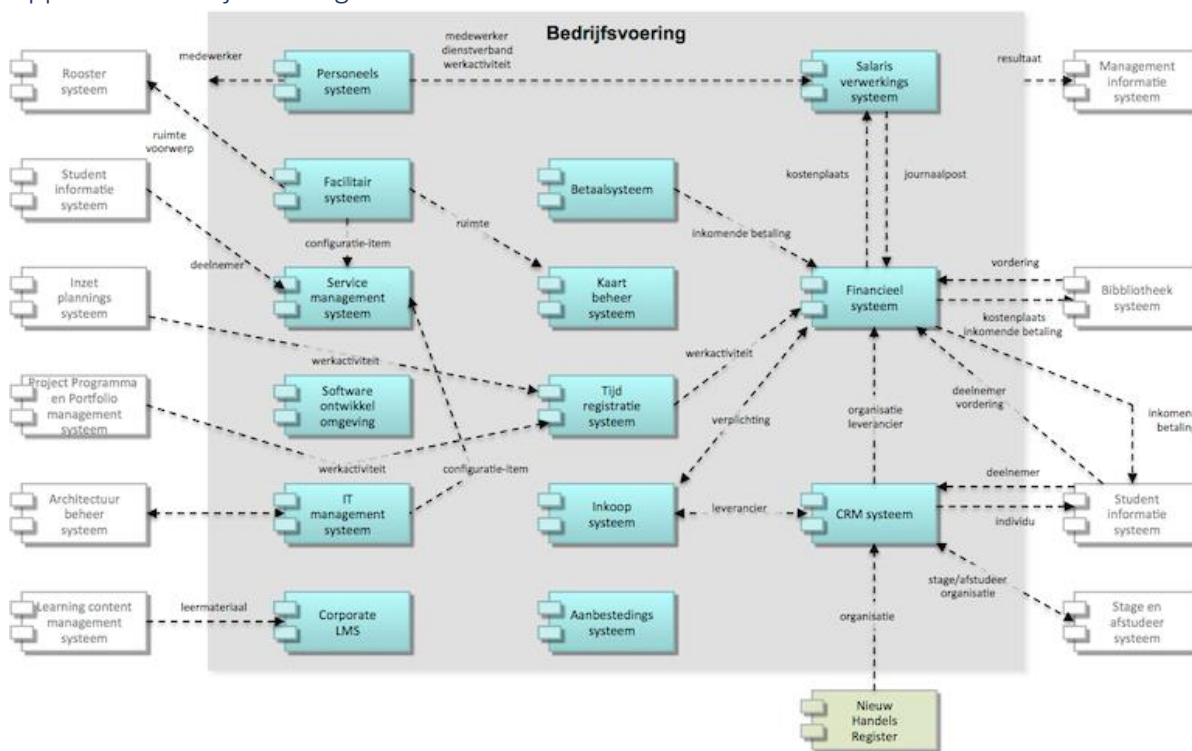 Bedrijfsvoering
Rooster
systeem
medewerker
Personeels
systeem
medewerker
dienstverband
werkactiviteit
Salaris
verwerkings
systeem
resultaat
Management
informatie
systeem
ruimte
voorwerp
Student
informatie
systeem
Facilitair
systeem
Betaalsysteem
kostenplaats
journaalpost
ruimte
configuratie-item
inkomende betaling
deelnemer
Inzet
plannings
systeem
Service
management
systeem
Kaart
beheer
systeem
Financieel
systeem
vordering
Bibbliotheek
systeem
kostenplaats
inkomende betaling
werkactiviteit
werkactiviteit
Project Programma
en Portfolio
management
systeem
Software
ontwikkel
omgeving
Tijd
registratie
systeem
verplichting
organisatie
leverancier
deelnemer
vordering
inkomen
betaling
werkactiviteit
configuratie-item
Architectuur
beheer
systeem
IT
management
systeem
Inkoop
systeem
leverancier
CRM systeem
deelnemer
individu
Student
informatie
systeem
stage/afstudeer
organisatie
Learning content
management
systeem
leermateriaal
Corporate
LMS
Aanbestedings
systeem
organisatie
Stage en
afstudeer
systeem
Nieuw
Handels
Register